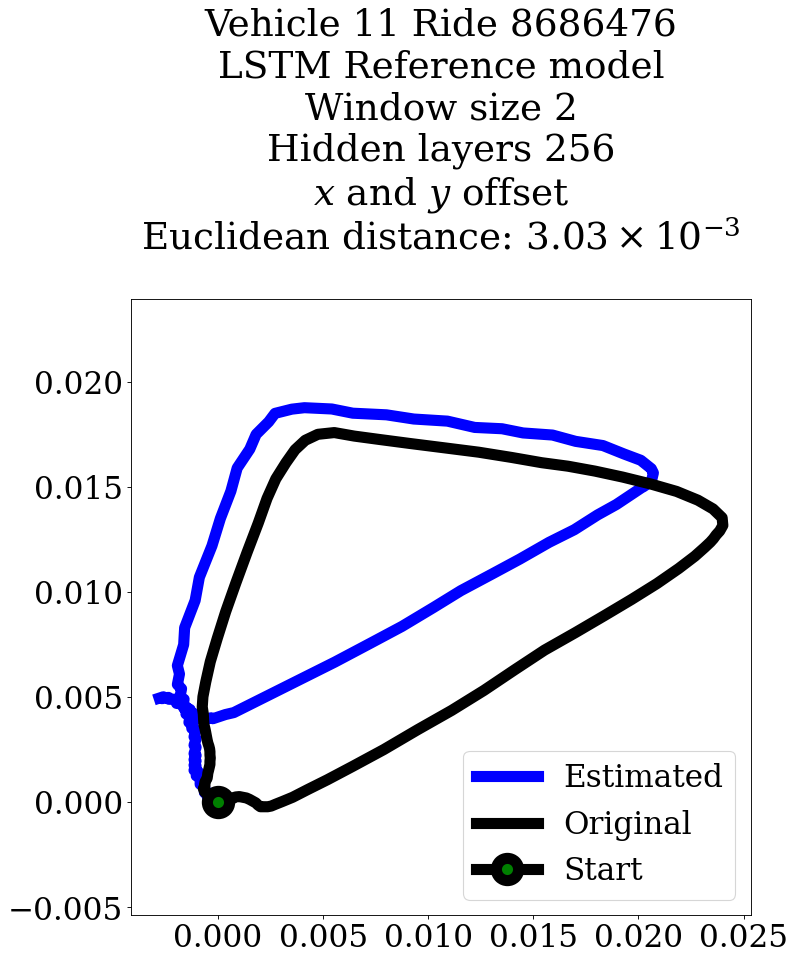 Vehicle 11 Ride 8686476
LSTM Reference model
Window size 2
Hidden layers 256
x and y offset
Euclidean distance: 3.03 × 10⁻³
0.020
0.015
0.010
0.005
0.000
−0.005
Estimated
Original
Start
0.000 0.005 0.010 0.015 0.020 0.025